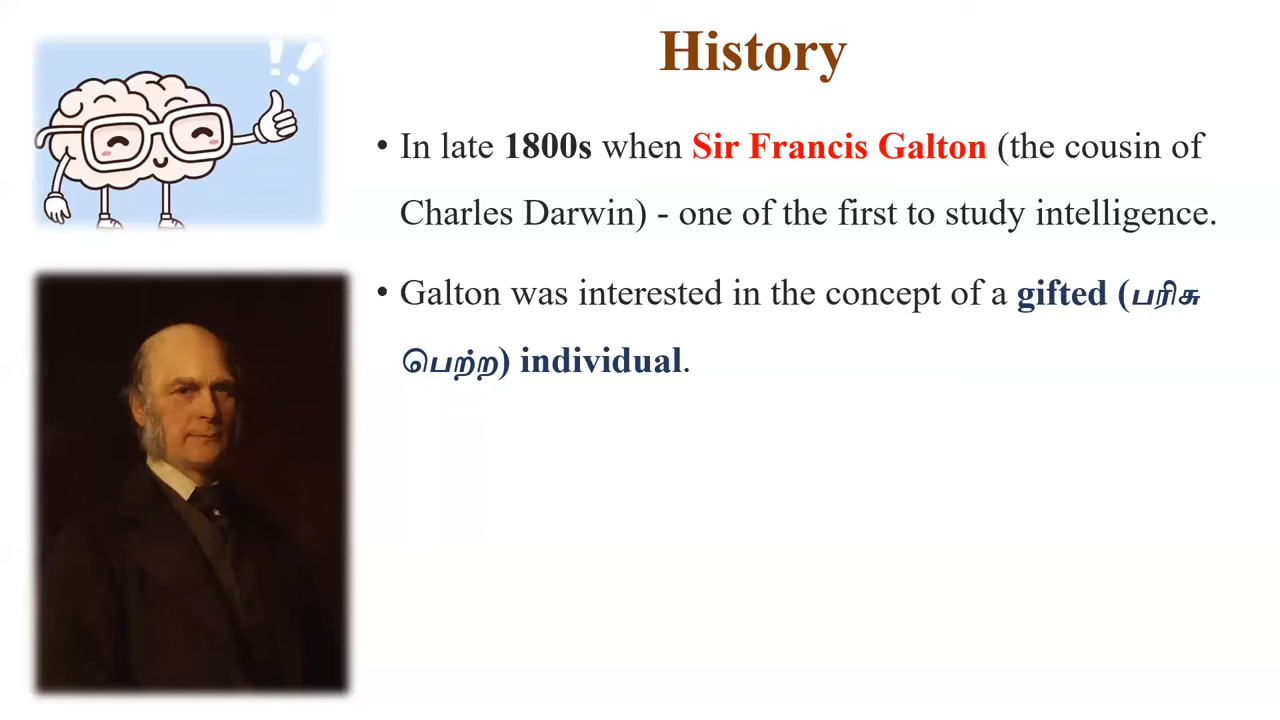 History
• In late 1800s when Sir Francis Galton (the cousin of
Charles Darwin) - one of the first to study intelligence.
• Galton was interested in the concept of a gifted (பரிசு
பெற்ற) individual.